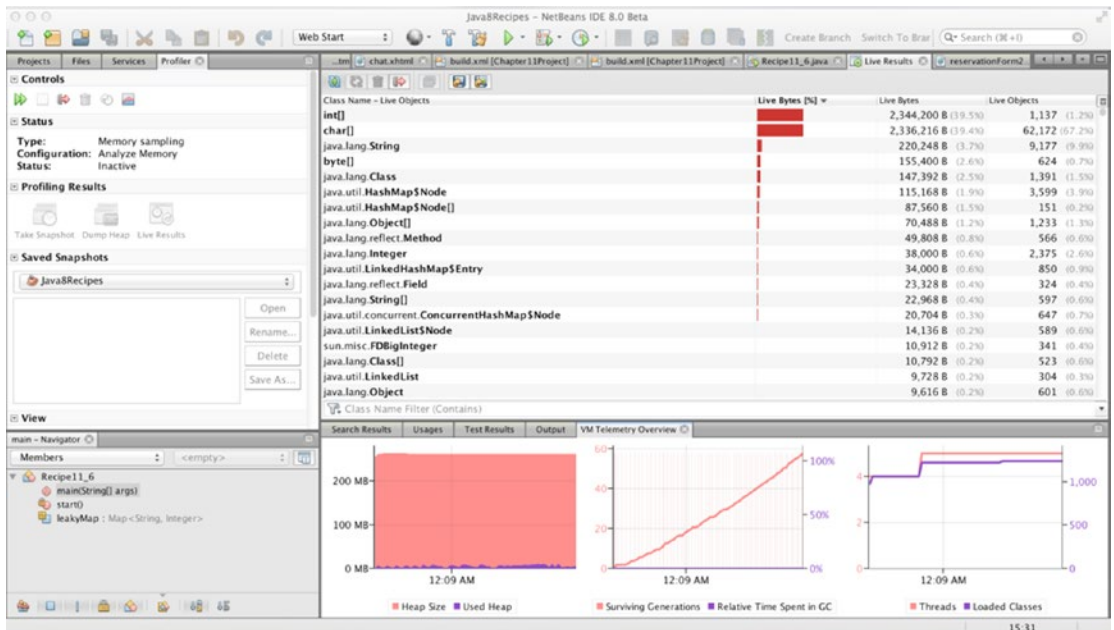 Java8Recipes – NetBeans IDE 8.0 Beta
Web Start
Create Branch Switch To Brar
Search (⌘+I)
Projects Files Services Profiler
...tm chat.xhtml build.xml [Chapter11Project] build.xml [Chapter11Project] Recipe11_6.java Live Results reservationForm2...
Controls
Status
Type: Memory sampling
Configuration: Analyze Memory
Status: Inactive
Profiling Results
Take Snapshot Dump Heap Live Results
Saved Snapshots
Java8Recipes
Open
Rename...
Delete
Save As...
View
Class Name – Live Objects Live Bytes [%] Live Bytes Live Objects
int[] 2,344,200 B (39.5%) 1,137 (1.2%)
char[] 2,336,216 B (39.4%) 62,172 (67.2%)
java.lang.String 220,248 B (3.7%) 9,177 (9.9%)
byte[] 155,400 B (2.6%) 624 (0.7%)
java.lang.Class 147,392 B (2.5%) 1,391 (1.5%)
java.util.HashMap$Node 115,168 B (1.9%) 3,599 (3.9%)
java.util.HashMap$Node[] 87,560 B (1.5%) 151 (0.2%)
java.lang.Object[] 70,488 B (1.2%) 1,233 (1.3%)
java.lang.reflect.Method 49,808 B (0.8%) 566 (0.6%)
java.lang.Integer 38,000 B (0.6%) 2,375 (2.6%)
java.util.LinkedHashMap$Entry 34,000 B (0.6%) 850 (0.9%)
java.lang.reflect.Field 23,328 B (0.4%) 324 (0.4%)
java.lang.String[] 22,968 B (0.4%) 597 (0.6%)
java.util.concurrent.ConcurrentHashMap$Node 20,704 B (0.3%) 647 (0.7%)
java.util.LinkedList$Node 14,136 B (0.2%) 589 (0.6%)
sun.misc.FDBigInteger 10,912 B (0.2%) 341 (0.4%)
java.lang.Class[] 10,792 B (0.2%) 523 (0.6%)
java.util.LinkedList 9,728 B (0.2%) 304 (0.3%)
java.lang.Object 9,616 B (0.2%) 601 (0.6%)
Class Name Filter (Contains)
main – Navigator
Members <empty>
Recipe11_6
main(String[] args)
start()
leakyMap : Map<String, Integer>
Search Results Usages Test Results Output VM Telemetry Overview
200 MB
100 MB
0 MB
12:09 AM
Heap Size Used Heap
60
40
20
0
100%
50%
0%
12:09 AM
Surviving Generations Relative Time Spent in GC
4
2
0
1,000
500
0
12:09 AM
Threads Loaded Classes
15:31